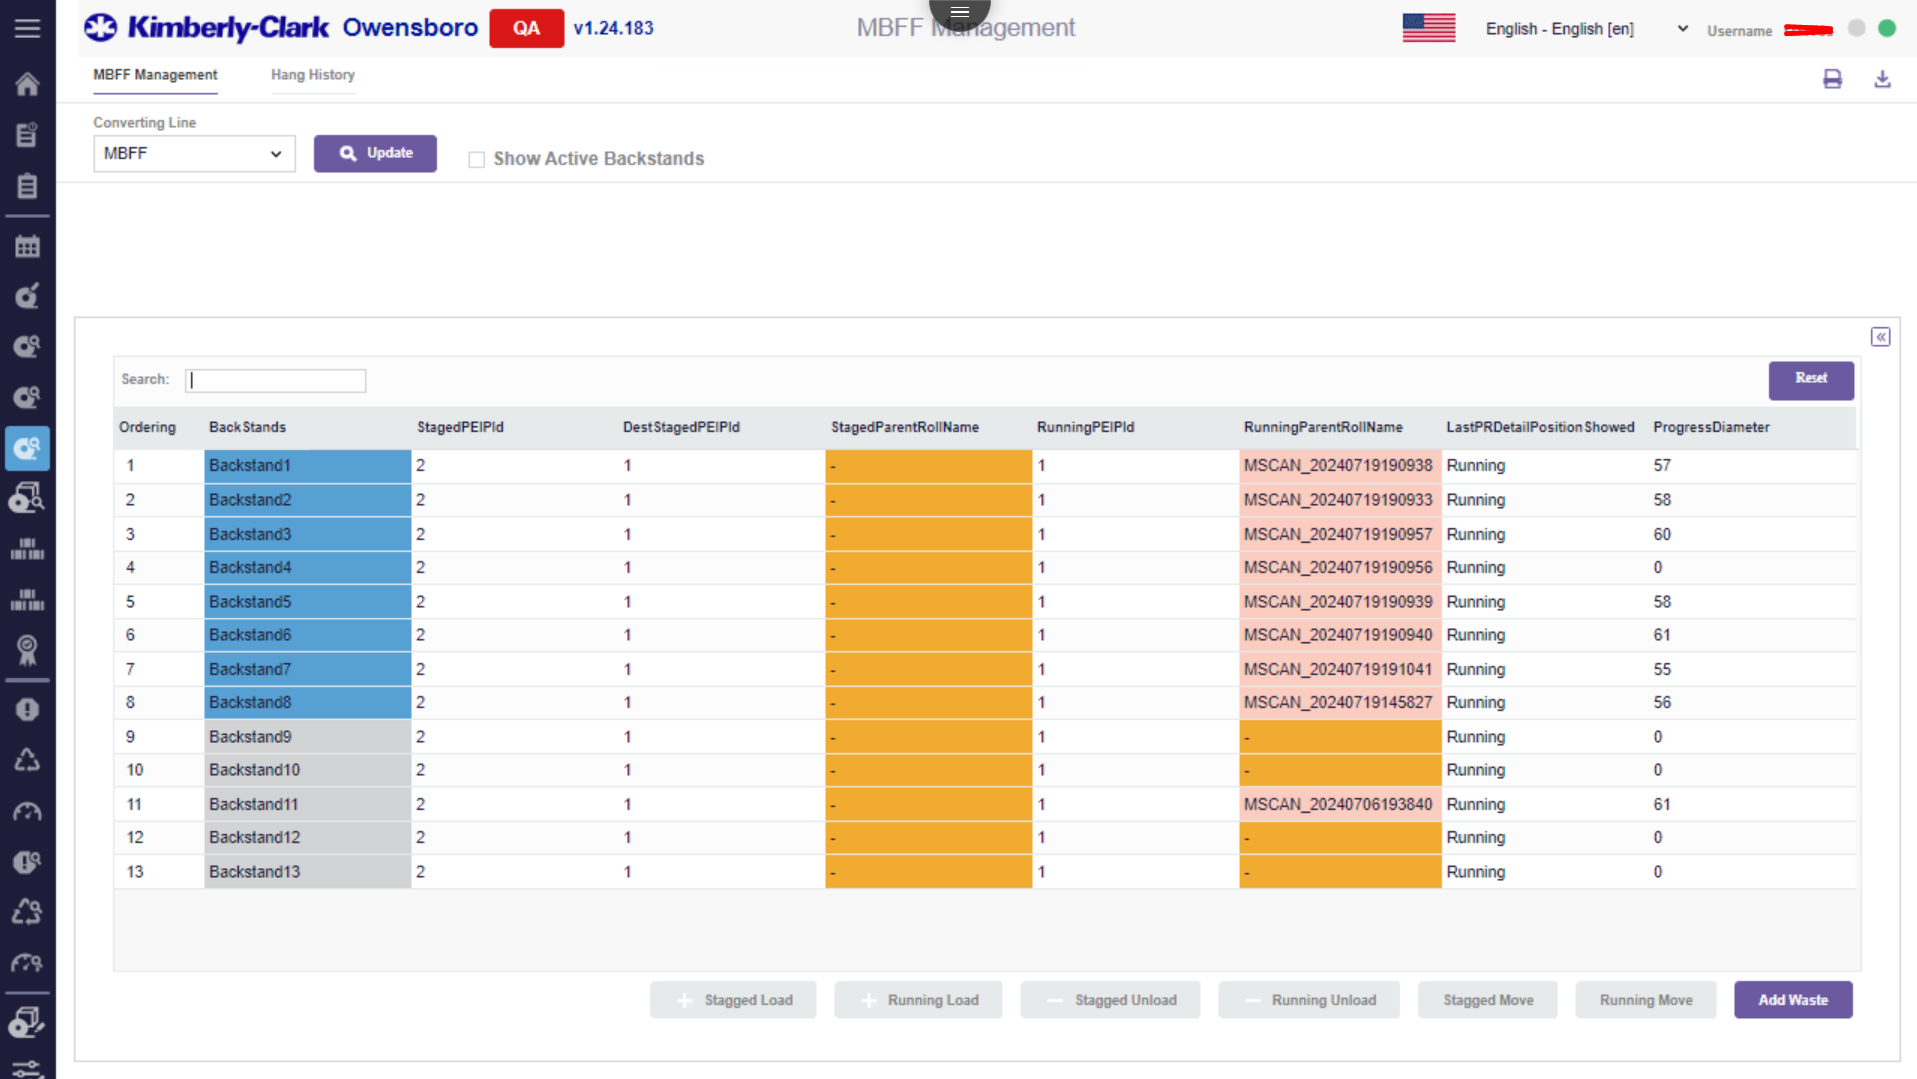 Kimberly-Clark Owensboro QA v1.24.183 MBFF Management English - English [en] Username
MBFF Management Hang History
Converting Line
MBFF Update Show Active Backstands
Search: Reset
Ordering BackStands StagedPEIPId DestStagedPEIPId StagedParentRollName RunningPEIPId RunningParentRollName LastPRDetailPositionShowed ProgressDiameter
1 Backstand1 2 1 - 1 MSCAN_20240719190938 Running 57
2 Backstand2 2 1 - 1 MSCAN_20240719190933 Running 58
3 Backstand3 2 1 - 1 MSCAN_20240719190957 Running 60
4 Backstand4 2 1 - 1 MSCAN_20240719190956 Running 0
5 Backstand5 2 1 - 1 MSCAN_20240719190939 Running 58
6 Backstand6 2 1 - 1 MSCAN_20240719190940 Running 61
7 Backstand7 2 1 - 1 MSCAN_20240719191041 Running 55
8 Backstand8 2 1 - 1 MSCAN_20240719145827 Running 56
9 Backstand9 2 1 - 1 - Running 0
10 Backstand10 2 1 - 1 - Running 0
11 Backstand11 2 1 - 1 MSCAN_20240706193840 Running 61
12 Backstand12 2 1 - 1 - Running 0
13 Backstand13 2 1 - 1 - Running 0
Stagged Load Running Load Stagged Unload Running Unload Stagged Move Running Move Add Waste